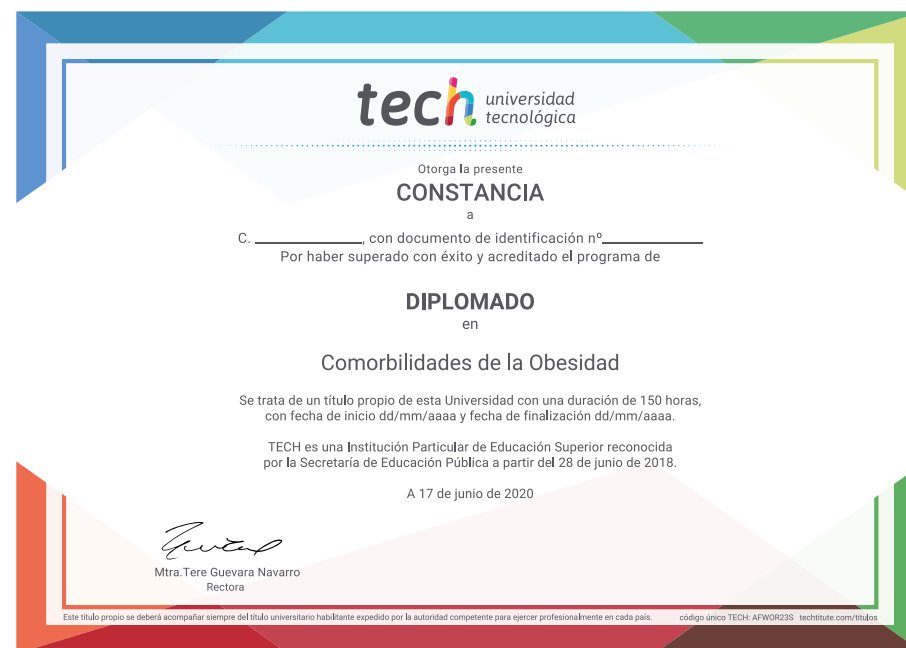 tech universidad
tecnológica
Otorga la presente
CONSTANCIA
a
C. ____________, con documento de identificación nº____________
Por haber superado con éxito y acreditado el programa de
DIPLOMADO
en
Comorbilidades de la Obesidad
Se trata de un título propio de esta Universidad con una duración de 150 horas,
con fecha de inicio dd/mm/aaaa y fecha de finalización dd/mm/aaaa.
TECH es una Institución Particular de Educación Superior reconocida
por la Secretaría de Educación Pública a partir del 28 de junio de 2018.
A 17 de junio de 2020
Mtra.Tere Guevara Navarro
Rectora
Este título propio se deberá acompañar siempre del título universitario habilitante expedido por la autoridad competente para ejercer profesionalmente en cada país. código único TECH: AFWOR23S techtitute.com/titulos